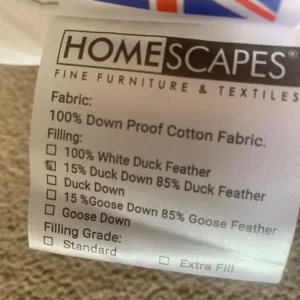 HOMESCAPES®
FINE FURNITURE & TEXTILES
Fabric:
100% Down Proof Cotton Fabric.
Filling:
☐ 100% White Duck Feather
☒ 15% Duck Down 85% Duck Feather
☐ Duck Down
☐ 15 %Goose Down 85% Goose Feather
☐ Goose Down
Filling Grade:
☐ Standard ☐ Extra Fill